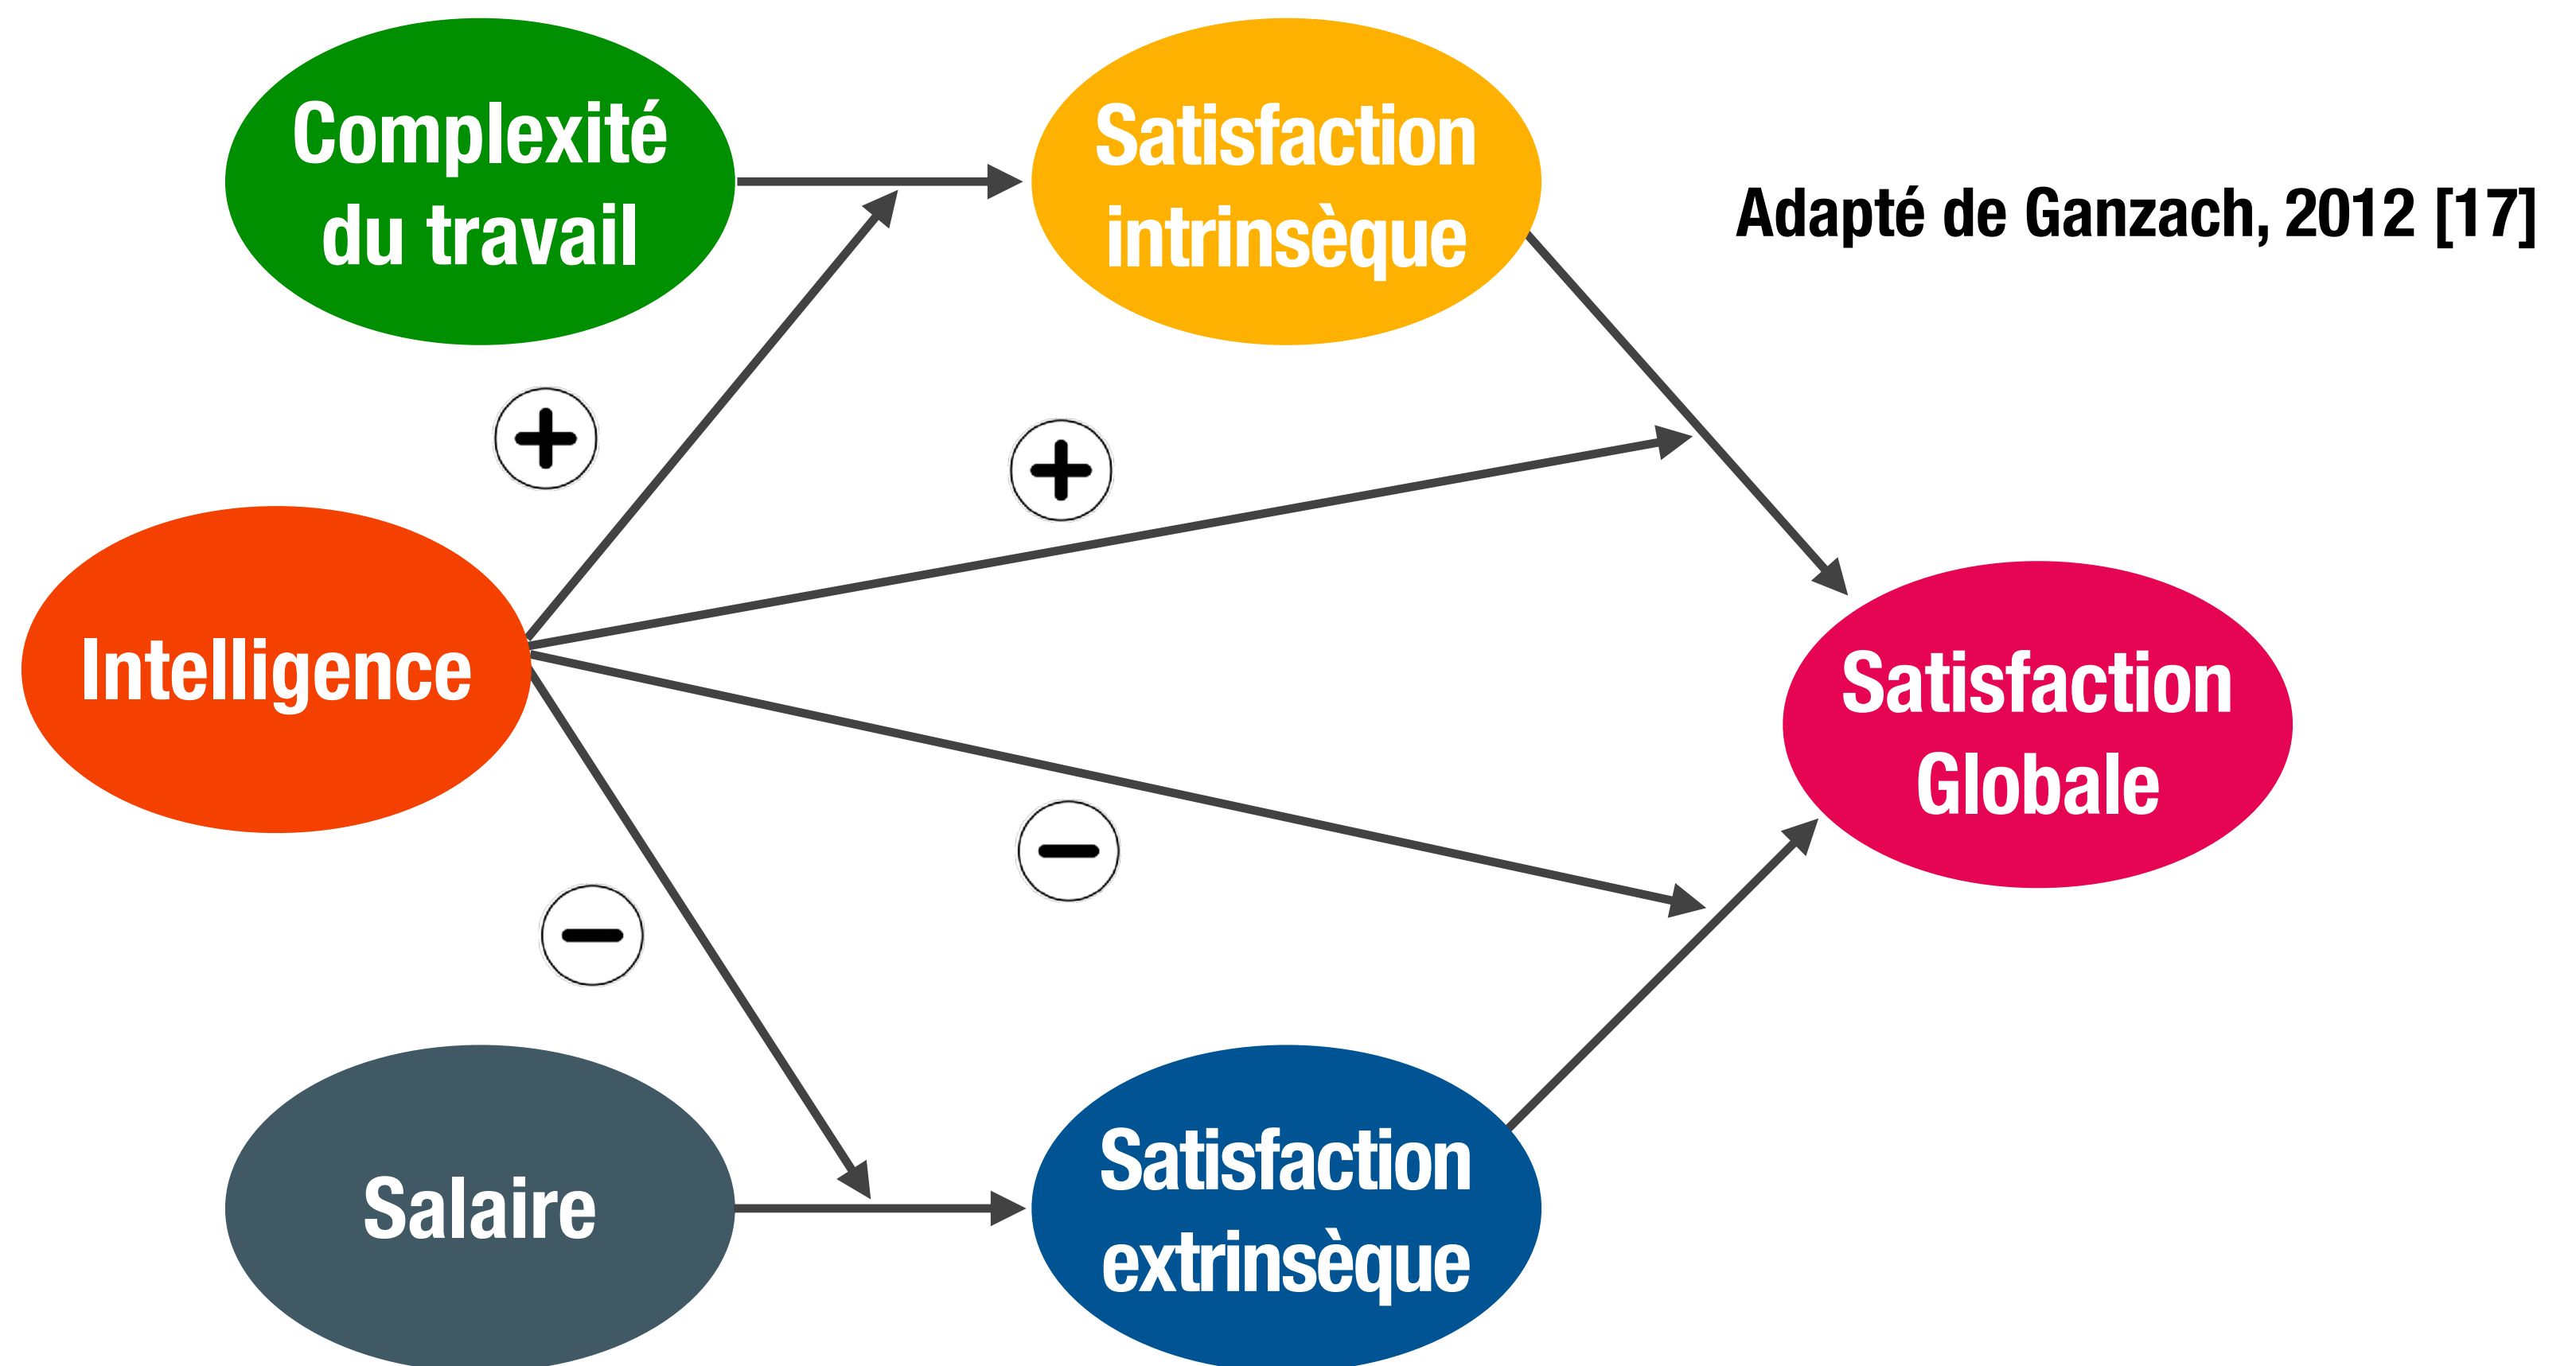 Complexité
du travail
Satisfaction
intrinsèque
Adapté de Ganzach, 2012 [17]
+
+
Intelligence
Satisfaction
Globale
−
−
Salaire
Satisfaction
extrinsèque